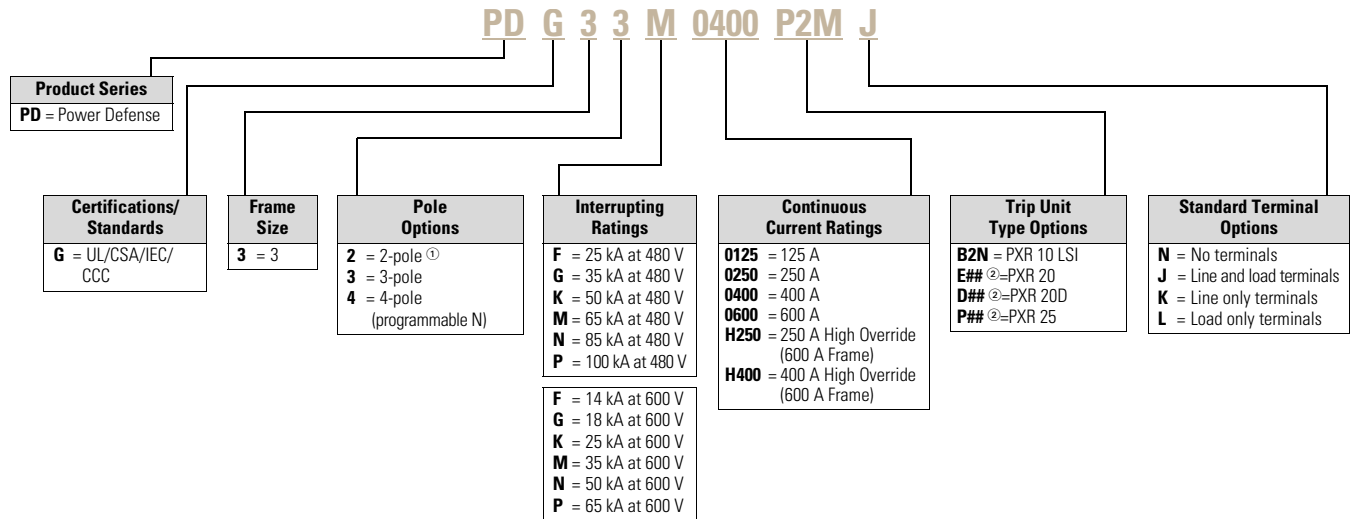 PD G 3 3 M 0400 P2M J
Product Series
PD = Power Defense
Certifications/
Standards
G = UL/CSA/IEC/
CCC
Frame
Size
3 = 3
Pole
Options
2 = 2-pole ①
3 = 3-pole
4 = 4-pole
(programmable N)
Interrupting
Ratings
F = 25 kA at 480 V
G = 35 kA at 480 V
K = 50 kA at 480 V
M = 65 kA at 480 V
N = 85 kA at 480 V
P = 100 kA at 480 V
F = 14 kA at 600 V
G = 18 kA at 600 V
K = 25 kA at 600 V
M = 35 kA at 600 V
N = 50 kA at 600 V
P = 65 kA at 600 V
Continuous
Current Ratings
0125 = 125 A
0250 = 250 A
0400 = 400 A
0600 = 600 A
H250 = 250 A High Override
(600 A Frame)
H400 = 400 A High Override
(600 A Frame)
Trip Unit
Type Options
B2N = PXR 10 LSI
E## ②=PXR 20
D## ②=PXR 20D
P## ②=PXR 25
Standard Terminal
Options
N = No terminals
J = Line and load terminals
K = Line only terminals
L = Load only terminals